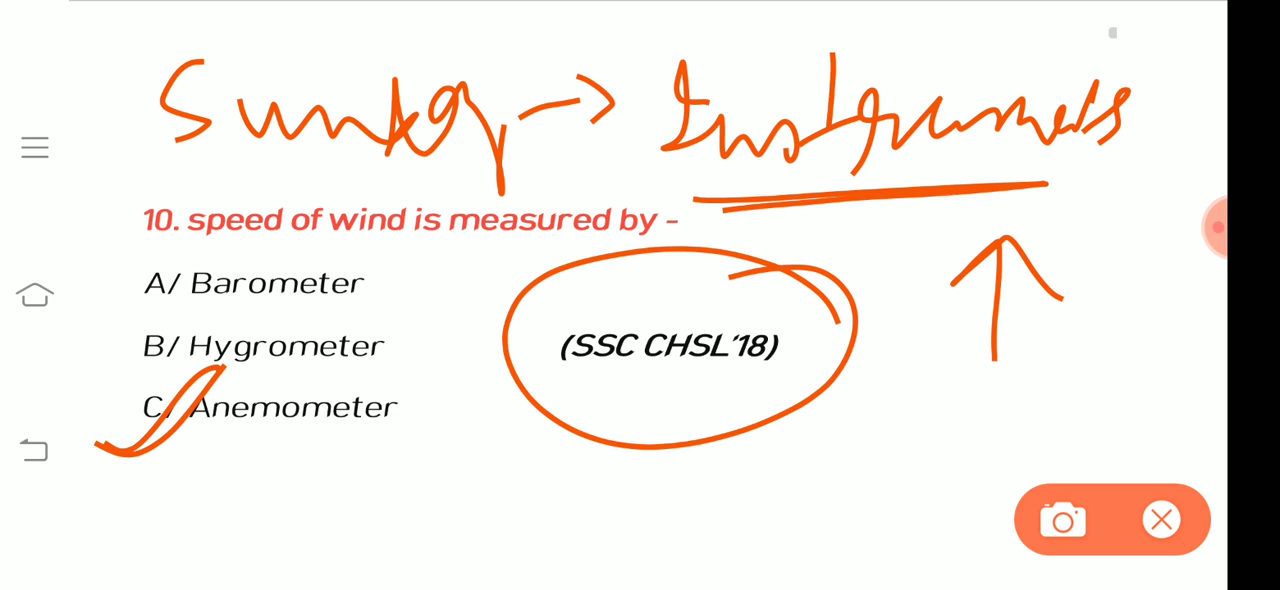 10. speed of wind is measured by -
A/ Barometer
B/ Hygrometer
(SSC CHSL'18)
C/ Anemometer